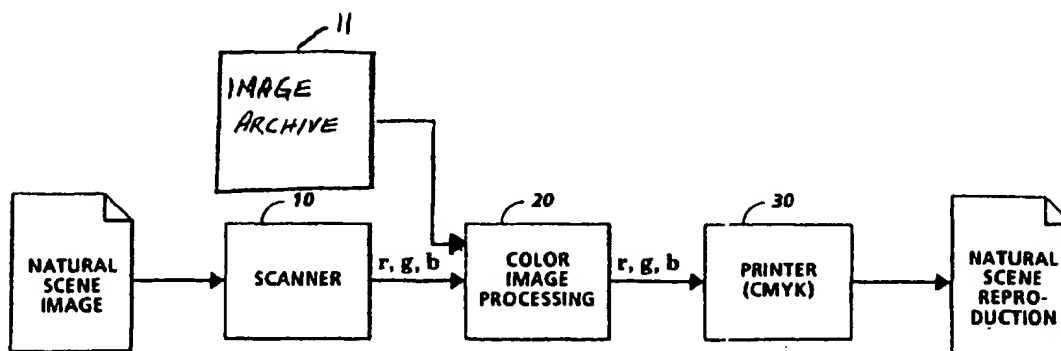 11
IMAGE
ARCHIVE
NATURAL
SCENE
IMAGE
10
SCANNER
r, g, b
20
COLOR
IMAGE
PROCESSING
r, g, b
30
PRINTER
(CMYK)
NATURAL
SCENE
REPRO-
DUCTION